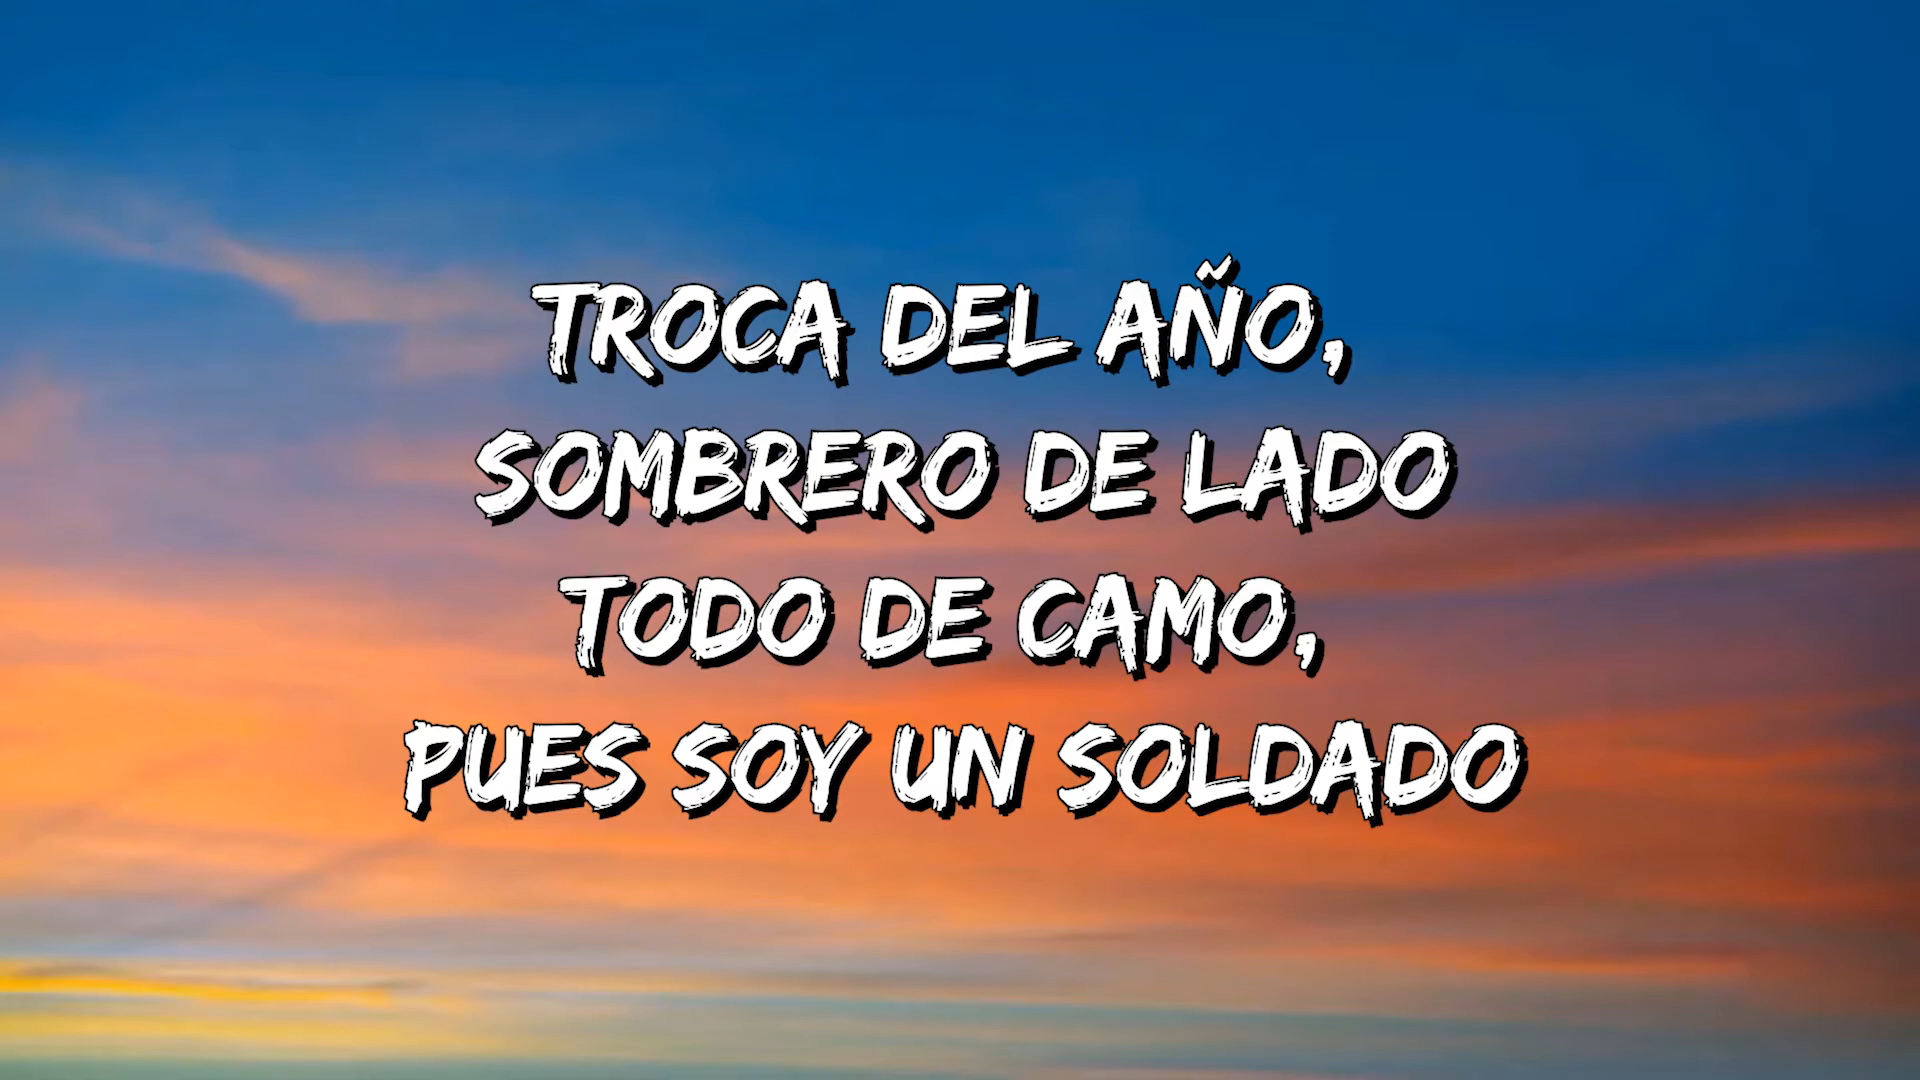 TROCA DEL AÑO,
SOMBRERO DE LADO
TODO DE CAMO,
PUES SOY UN SOLDADO